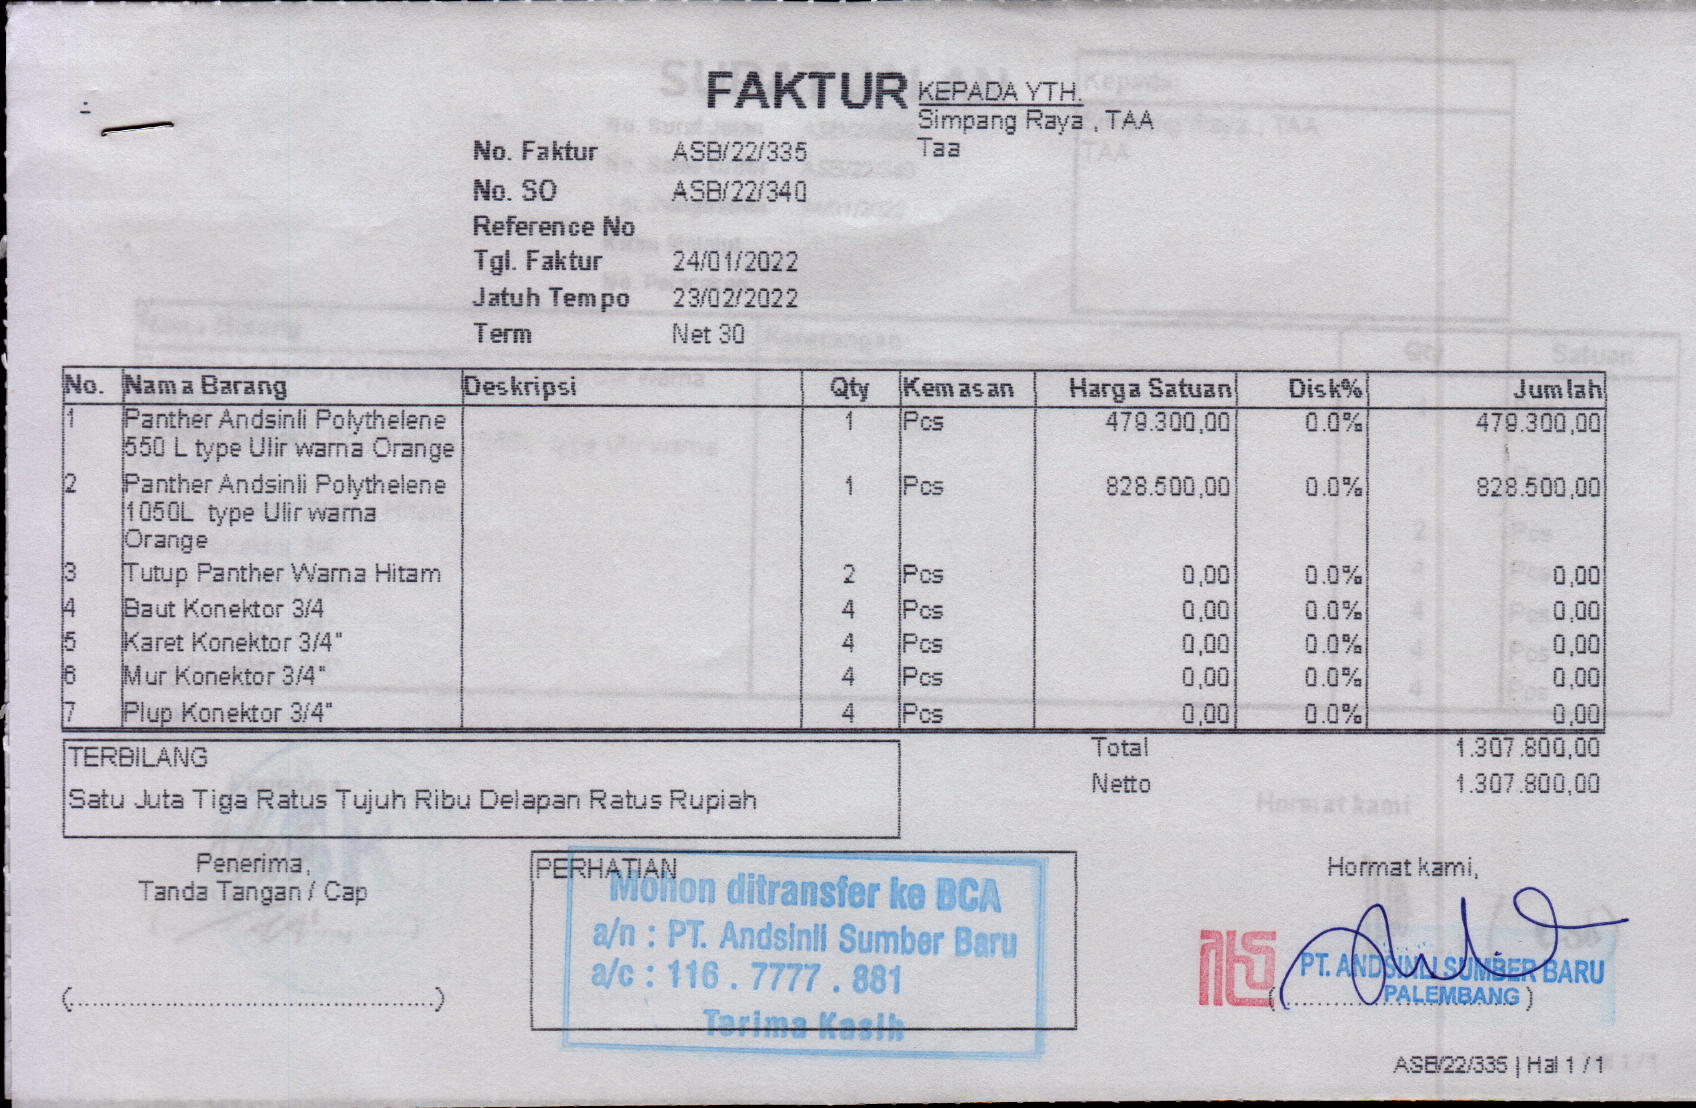 FAKTUR
KEPADA YTH.
Simpang Raya , TAA
Taa
No. Faktur ASB/22/335
No. SO ASB/22/340
Reference No
Tgl. Faktur 24/01/2022
Jatuh Tempo 23/02/2022
Term Net 30
No. Nama Barang Deskripsi Qty Kemasan Harga Satuan Disk% Jumlah
1 Panther Andsinli Polythelene 1 Pcs 479.300,00 0.0% 479.300,00
550 L type Ulir warna Orange
2 Panther Andsinli Polythelene 1 Pcs 828.500,00 0.0% 828.500,00
1050L type Ulir warna
Orange
3 Tutup Panther Warna Hitam 2 Pcs 0,00 0.0% 0,00
4 Baut Konektor 3/4 4 Pcs 0,00 0.0% 0,00
5 Karet Konektor 3/4" 4 Pcs 0,00 0.0% 0,00
6 Mur Konektor 3/4" 4 Pcs 0,00 0.0% 0,00
7 Plup Konektor 3/4" 4 Pcs 0,00 0.0% 0,00
Total 1.307.800,00
Netto 1.307.800,00
TERBILANG
Satu Juta Tiga Ratus Tujuh Ribu Delapan Ratus Rupiah
Penerima,
Tanda Tangan / Cap
PERHATIAN
Mohon ditransfer ke BCA
a/n : PT. Andsinli Sumber Baru
a/c : 116 . 7777 . 881
Terima Kasih
Hormat kami,
PT. ANDSINLI SUMBER BARU
PALEMBANG
ASB/22/335 | Hal 1 / 1